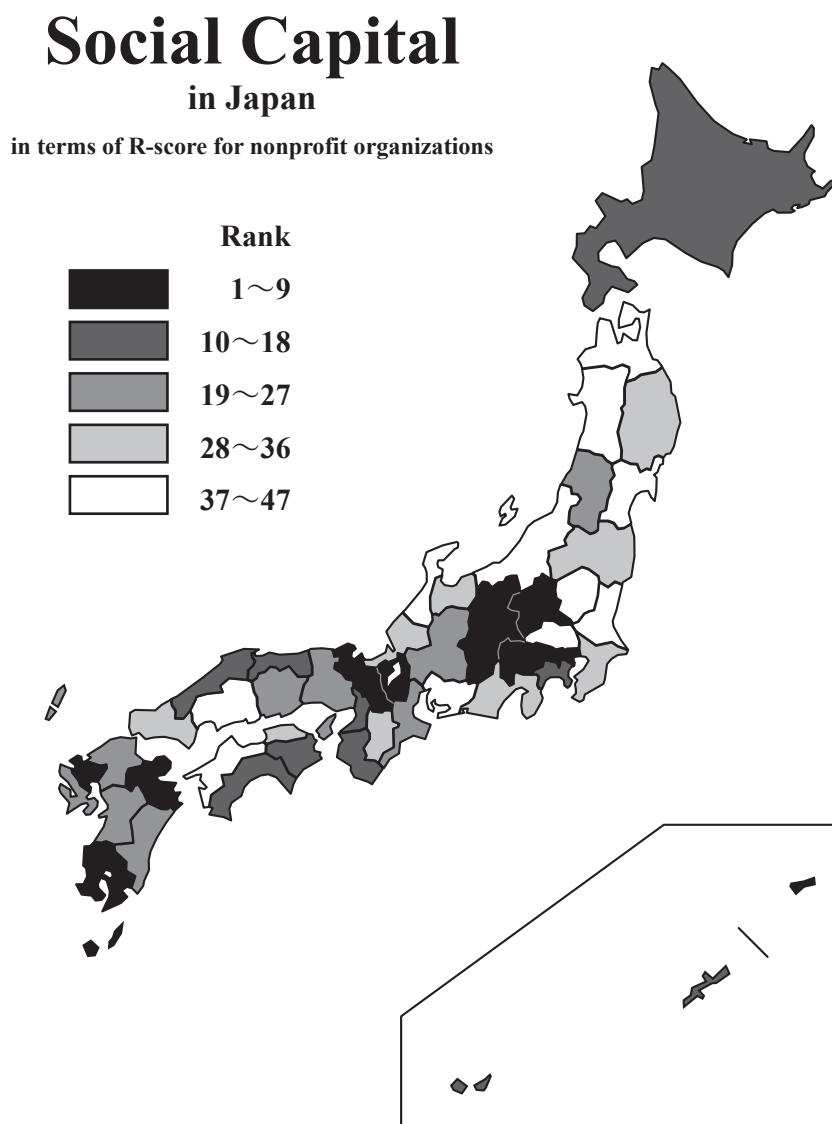 Social Capital
in Japan
in terms of R-score for nonprofit organizations
Rank
1～9
10～18
19～27
28～36
37～47